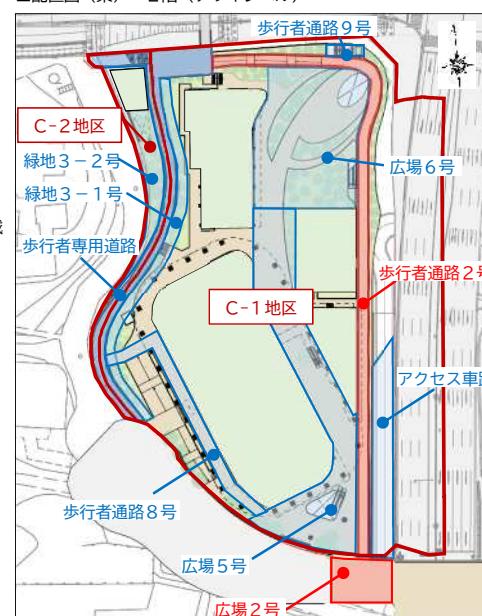 歩行者通路9号
C-2地区
緑地3-2号
広場6号
緑地3-1号
歩行者専用道路
歩行者通路2号
C-1地区
アクセス車路
歩行者通路8号
広場5号
広場2号